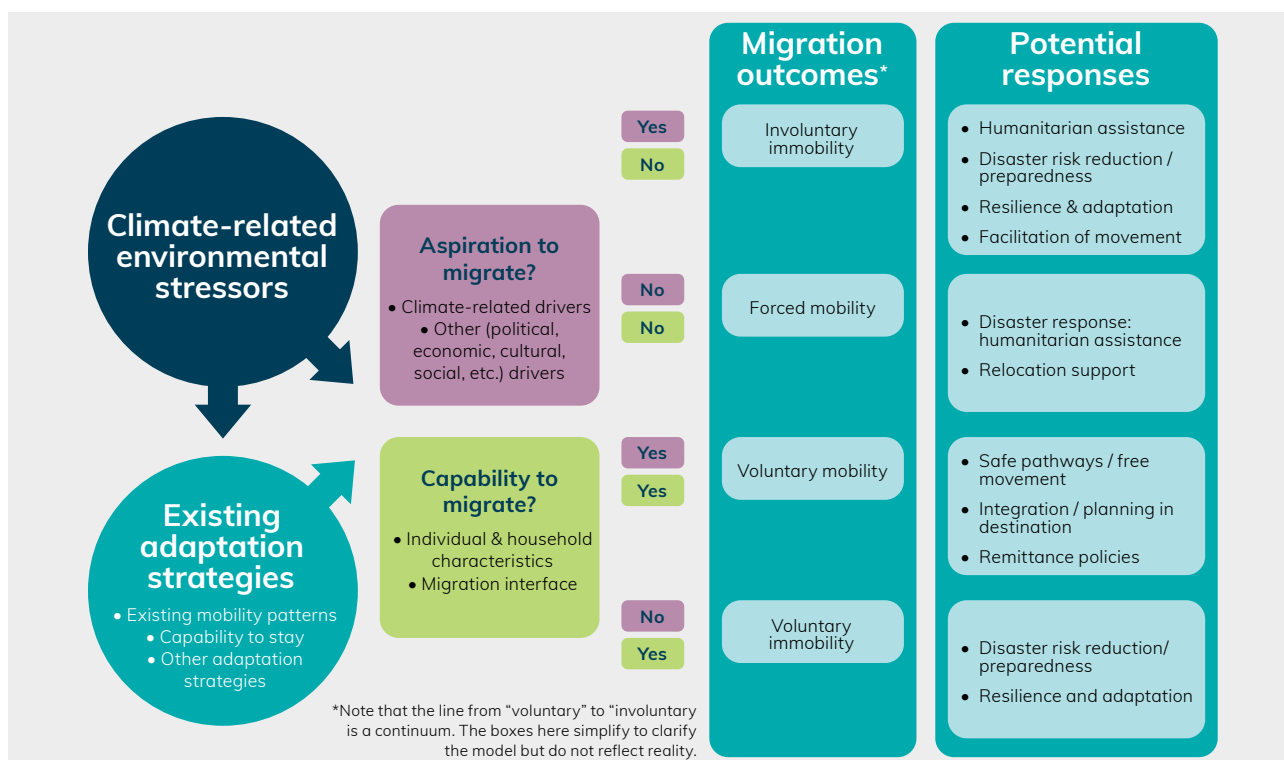 Climate-related
environmental
stressors
Existing
adaptation
strategies
• Existing mobility patterns
• Capability to stay
• Other adaptation
strategies
Aspiration to
migrate?
• Climate-related drivers
• Other (political,
economic, cultural,
social, etc.) drivers
Capability to
migrate?
• Individual & household
characteristics
• Migration interface
Migration
outcomes*
Potential
responses
Yes
No
Involuntary
immobility
• Humanitarian assistance
• Disaster risk reduction /
preparedness
• Resilience & adaptation
• Facilitation of movement
No
No
Forced mobility
• Disaster response:
humanitarian assistance
• Relocation support
Yes
Yes
Voluntary mobility
• Safe pathways / free
movement
• Integration / planning in
destination
• Remittance policies
No
Yes
Voluntary
immobility
• Disaster risk reduction/
preparedness
• Resilience and adaptation
*Note that the line from “voluntary” to “involuntary
is a continuum. The boxes here simplify to clarify
the model but do not reflect reality.